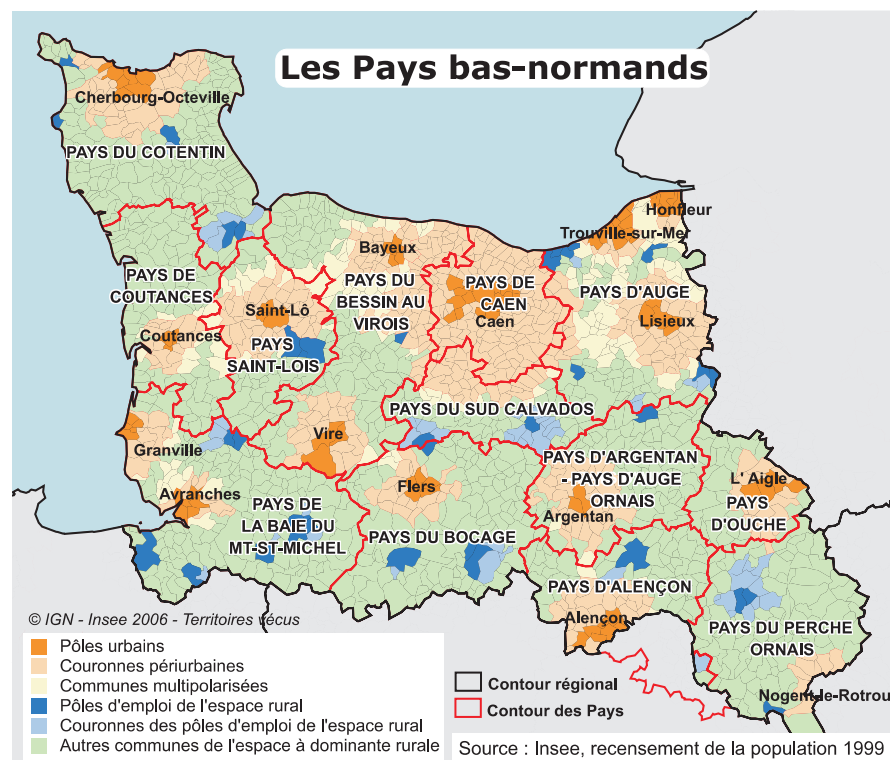 Les Pays bas-normands
Cherbourg-Octeville
PAYS DU COTENTIN
Honfleur
Trouville-sur-Mer
Bayeux
PAYS DE
COUTANCES
PAYS DU
BESSIN AU
VIROIS
PAYS DE
CAEN
Caen
PAYS D'AUGE
Lisieux
Saint-Lô
PAYS
SAINT-LOIS
Coutances
PAYS DU SUD CALVADOS
Vire
Granville
PAYS D'ARGENTAN
- PAYS D'AUGE
ORNAIS
Argentan
L' Aigle
PAYS
D'OUCHE
Flers
Avranches
PAYS DE
LA BAIE DU
MT-ST-MICHEL
PAYS DU BOCAGE
PAYS D'ALENÇON
Alençon
PAYS DU PERCHE
ORNAIS
Nogent-le-Rotrou
© IGN - Insee 2006 - Territoires vécus
Pôles urbains
Couronnes périurbaines
Communes multipolarisées
Pôles d'emploi de l'espace rural
Couronnes des pôles d'emploi de l'espace rural
Autres communes de l'espace à dominante rurale
Contour régional
Contour des Pays
Source : Insee, recensement de la population 1999